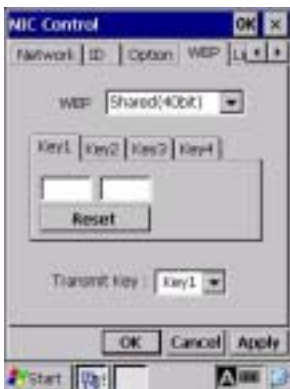 NIC Control OK ×
Network ID Option WEP
WEP Shared(40bit)
Key1 Key2 Key3 Key4
Reset
Transmit Key : Key1
OK Cancel Apply
Start A